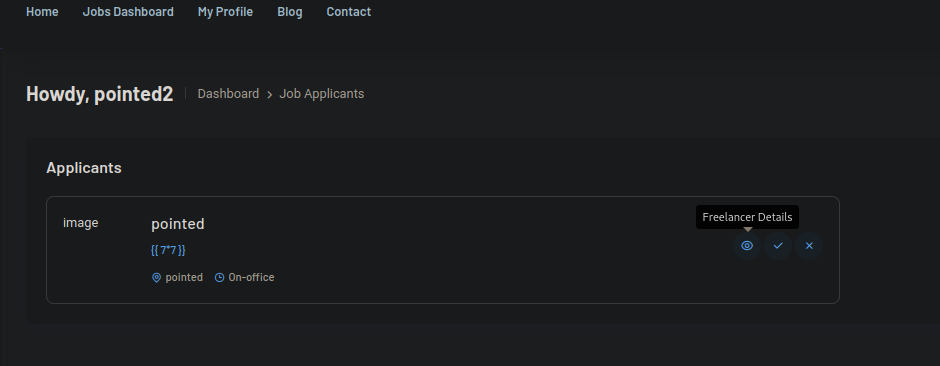 Home Jobs Dashboard My Profile Blog Contact
Howdy, pointed2 Dashboard > Job Applicants
Applicants
image pointed
Freelancer Details
{{ 7*7 }}
pointed On-office